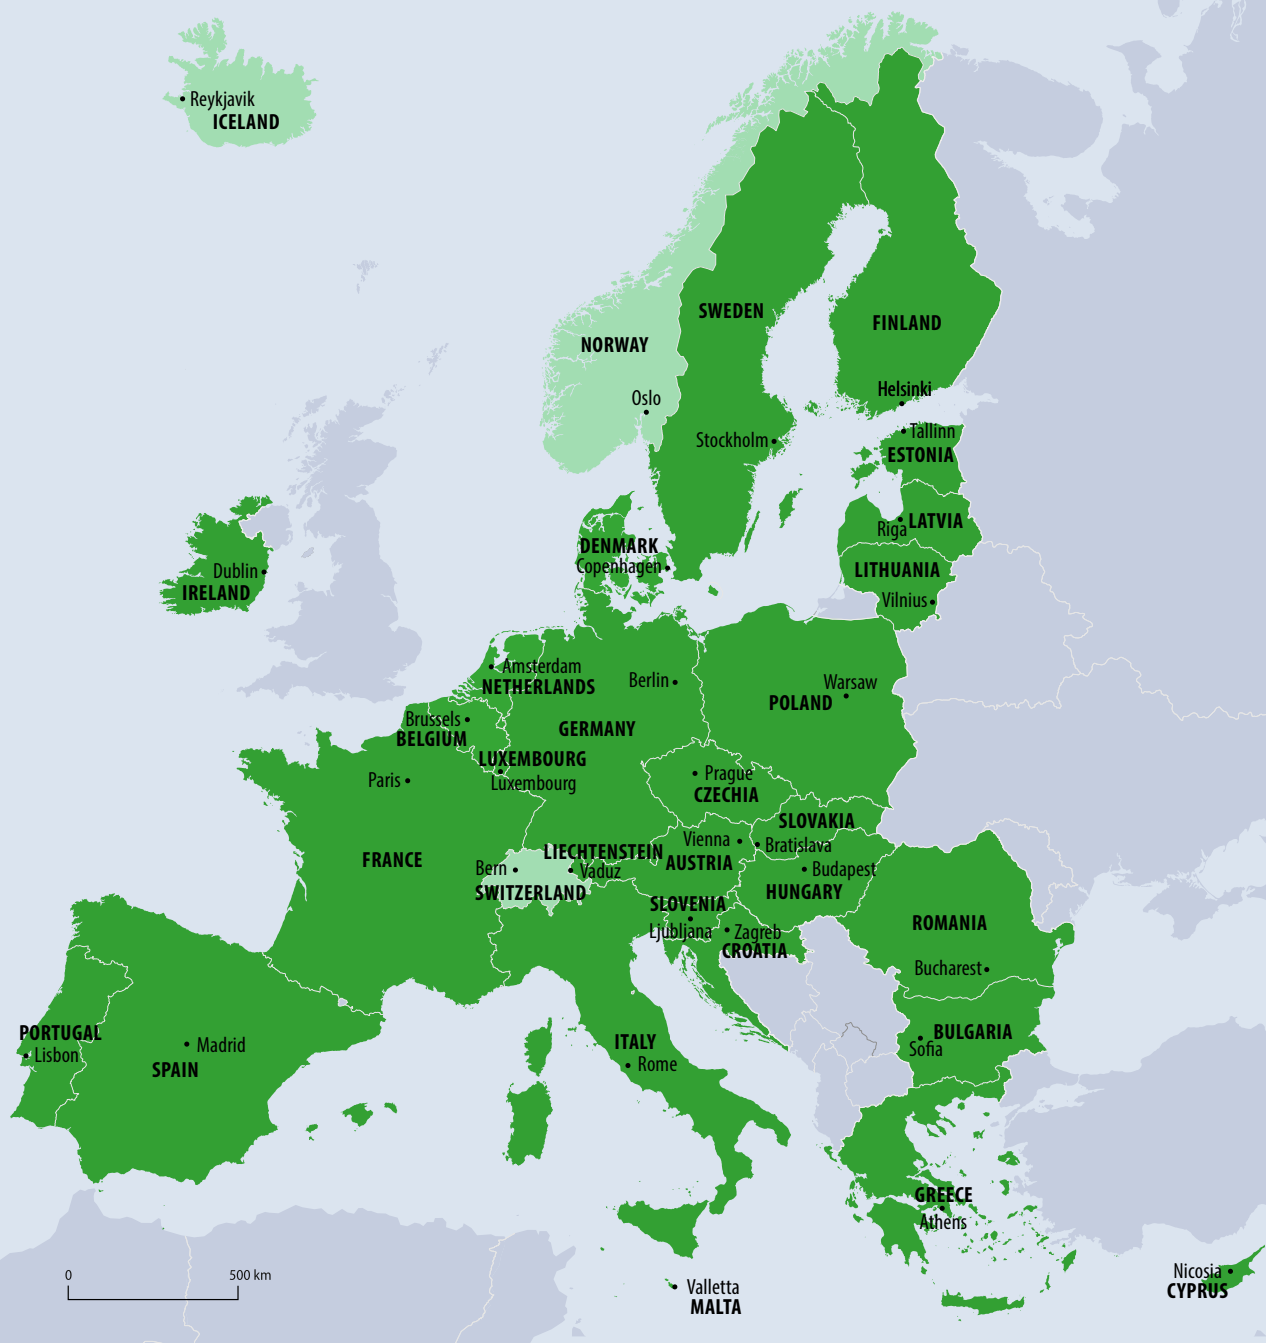 Reykjavik
ICELAND
SWEDEN
FINLAND
NORWAY
Helsinki
Oslo
Tallinn
Stockholm
ESTONIA
Riga
LATVIA
DENMARK
Copenhagen
Dublin
IRELAND
LITHUANIA
Vilnius
Amsterdam
NETHERLANDS
Berlin
Warsaw
POLAND
Brussels
BELGIUM
GERMANY
LUXEMBOURG
Luxembourg
Paris
Prague
CZECHIA
SLOVAKIA
Bratislava
Vienna
AUSTRIA
FRANCE
LIECHTENSTEIN
Vaduz
Bern
SWITZERLAND
Budapest
HUNGARY
SLOVENIA
Ljubljana
Zagreb
CROATIA
ROMANIA
Bucharest
PORTUGAL
Lisbon
Madrid
SPAIN
ITALY
Rome
BULGARIA
Sofia
GREECE
Athens
Nicosia
CYPRUS
Valletta
MALTA
0 500 km